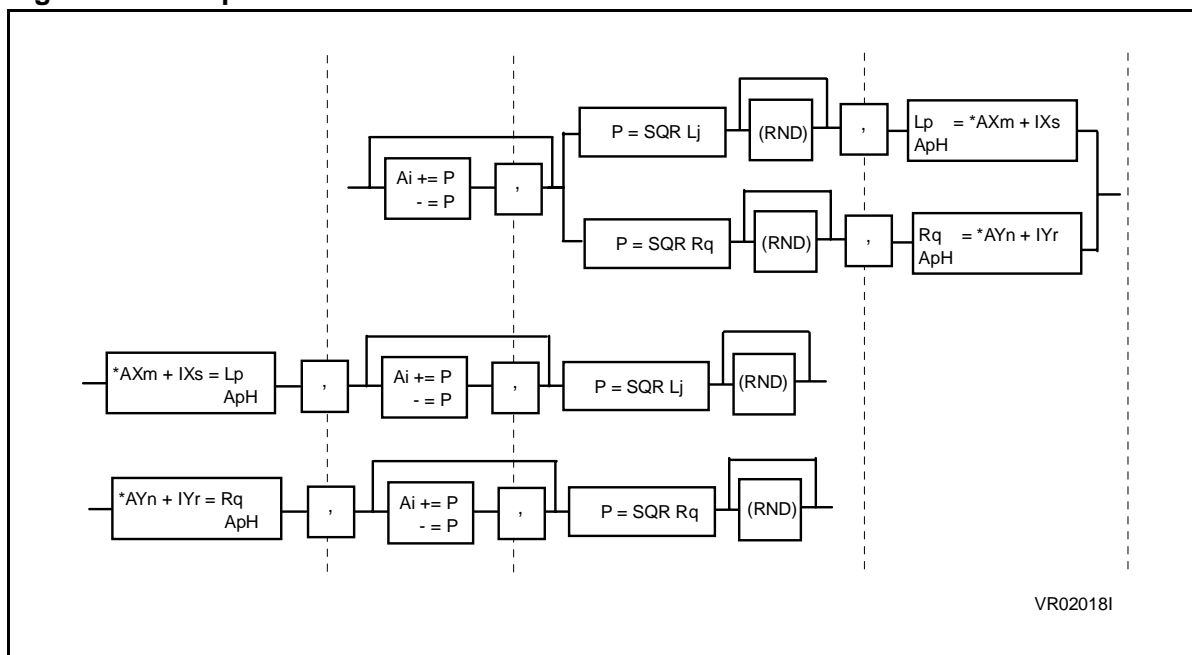 P = SQR Lj
(RND)
,
Lp = *AXm + IXs
ApH
Ai += P
- = P
,
P = SQR Rq
(RND)
,
Rq = *AYn + IYr
ApH
*AXm + IXs = Lp
ApH
,
Ai += P
- = P
,
P = SQR Lj
(RND)
*AYn + IYr = Rq
ApH
,
Ai += P
- = P
,
P = SQR Rq
(RND)
VR02018I